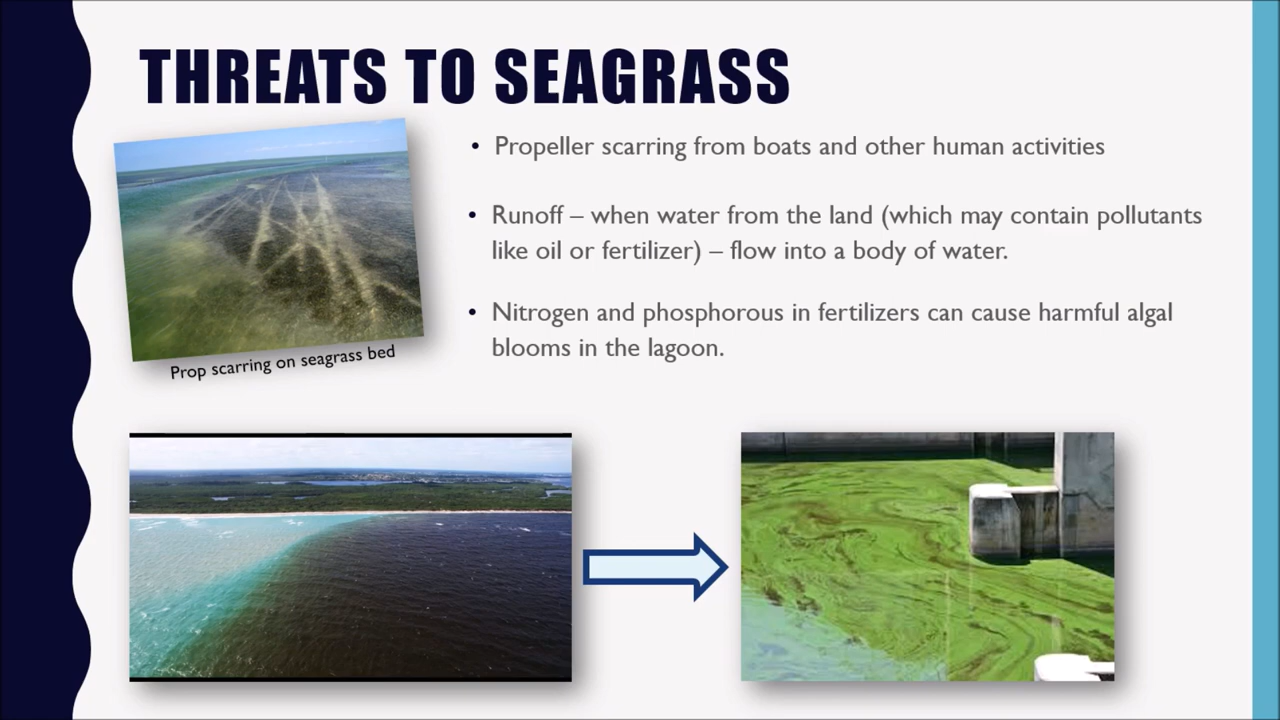 THREATS TO SEAGRASS
• Propeller scarring from boats and other human activities
• Runoff – when water from the land (which may contain pollutants
like oil or fertilizer) – flow into a body of water.
• Nitrogen and phosphorous in fertilizers can cause harmful algal
blooms in the lagoon.
Prop scarring on seagrass bed